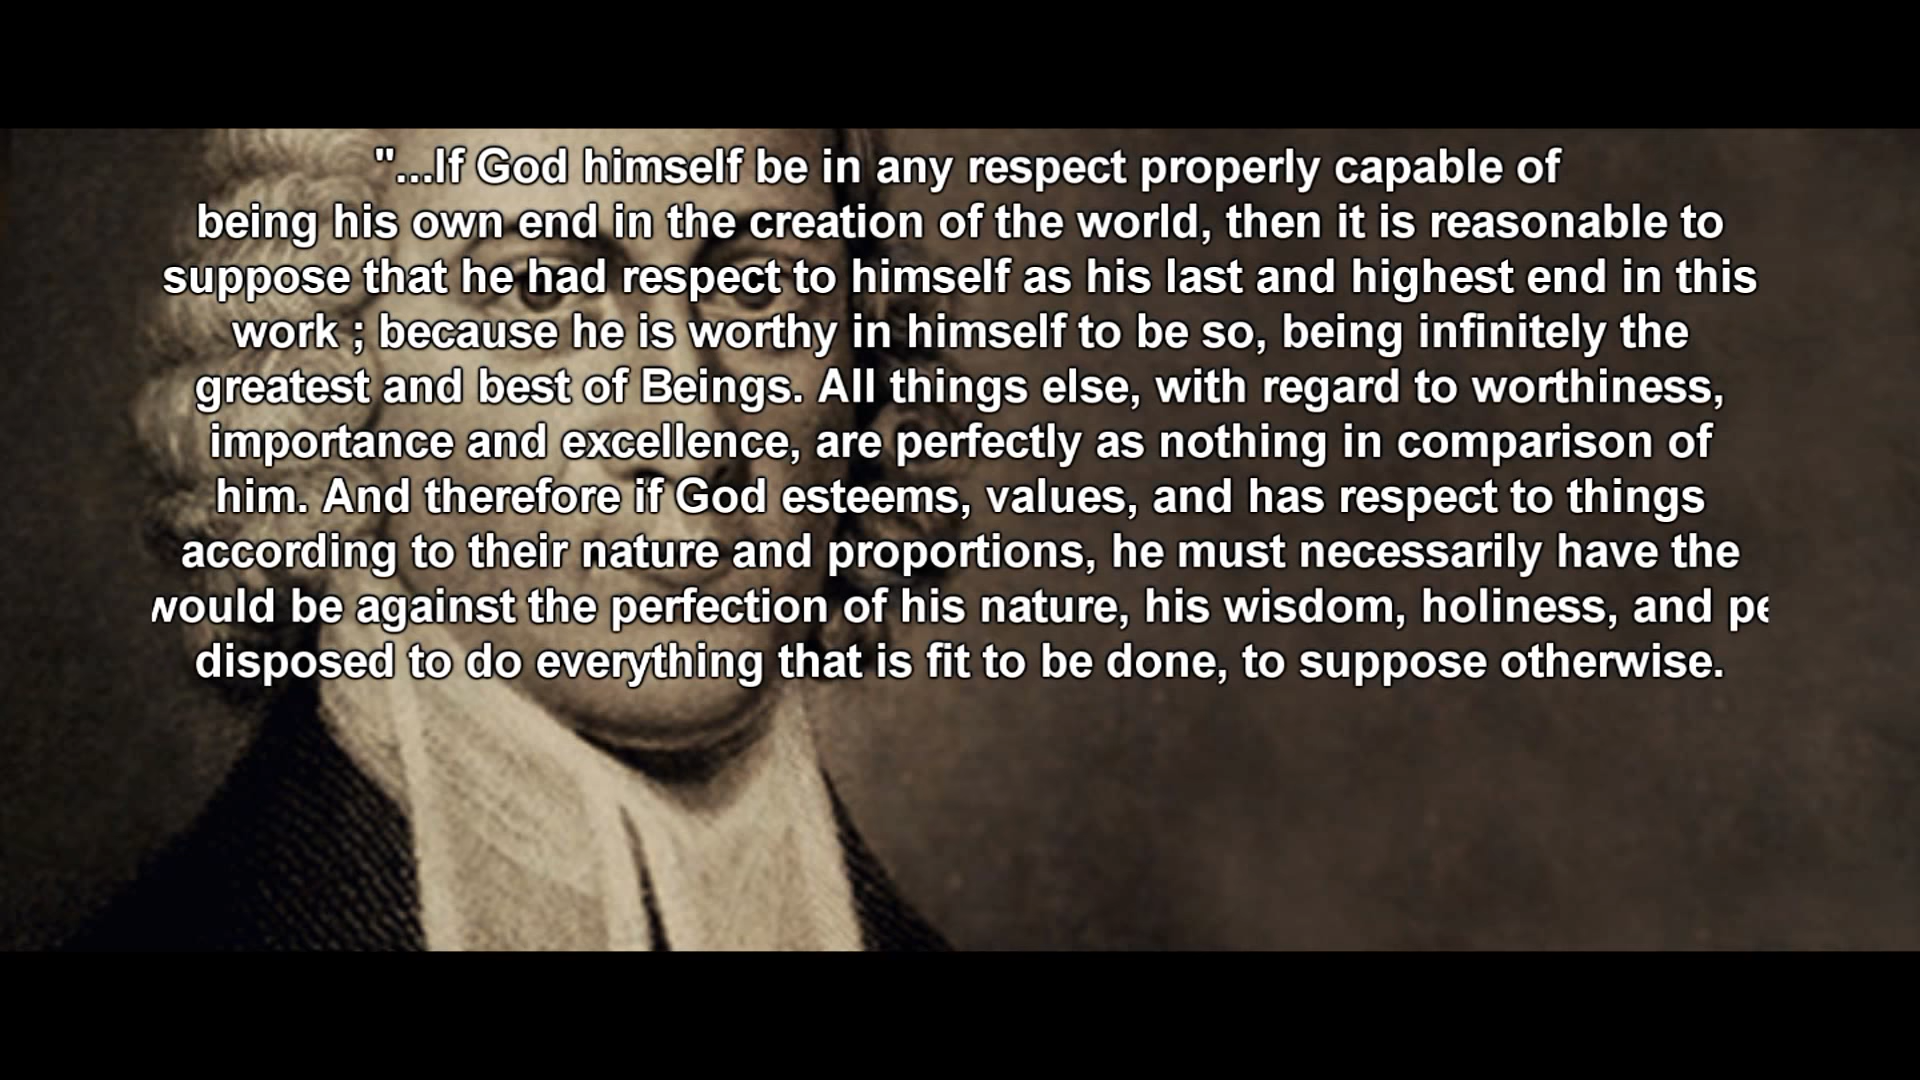 "...If God himself be in any respect properly capable of
being his own end in the creation of the world, then it is reasonable to
suppose that he had respect to himself as his last and highest end in this
work ; because he is worthy in himself to be so, being infinitely the
greatest and best of Beings. All things else, with regard to worthiness,
importance and excellence, are perfectly as nothing in comparison of
him. And therefore if God esteems, values, and has respect to things
according to their nature and proportions, he must necessarily have the
would be against the perfection of his nature, his wisdom, holiness, and
disposed to do everything that is fit to be done, to suppose otherwise.